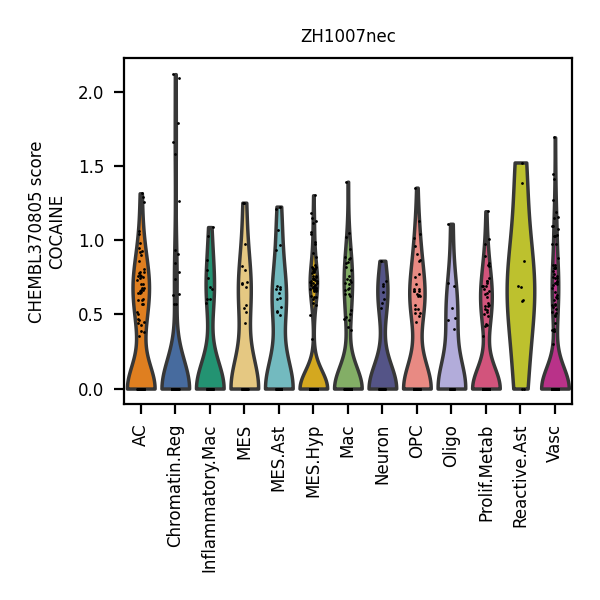 ZH1007nec
CHEMBL370805 score
COCAINE
2.0
1.5
1.0
0.5
0.0
AC
Chromatin.Reg
Inflammatory.Mac
MES
MES.Ast
MES.Hyp
Mac
Neuron
OPC
Oligo
Prolif.Metab
Reactive.Ast
Vasc